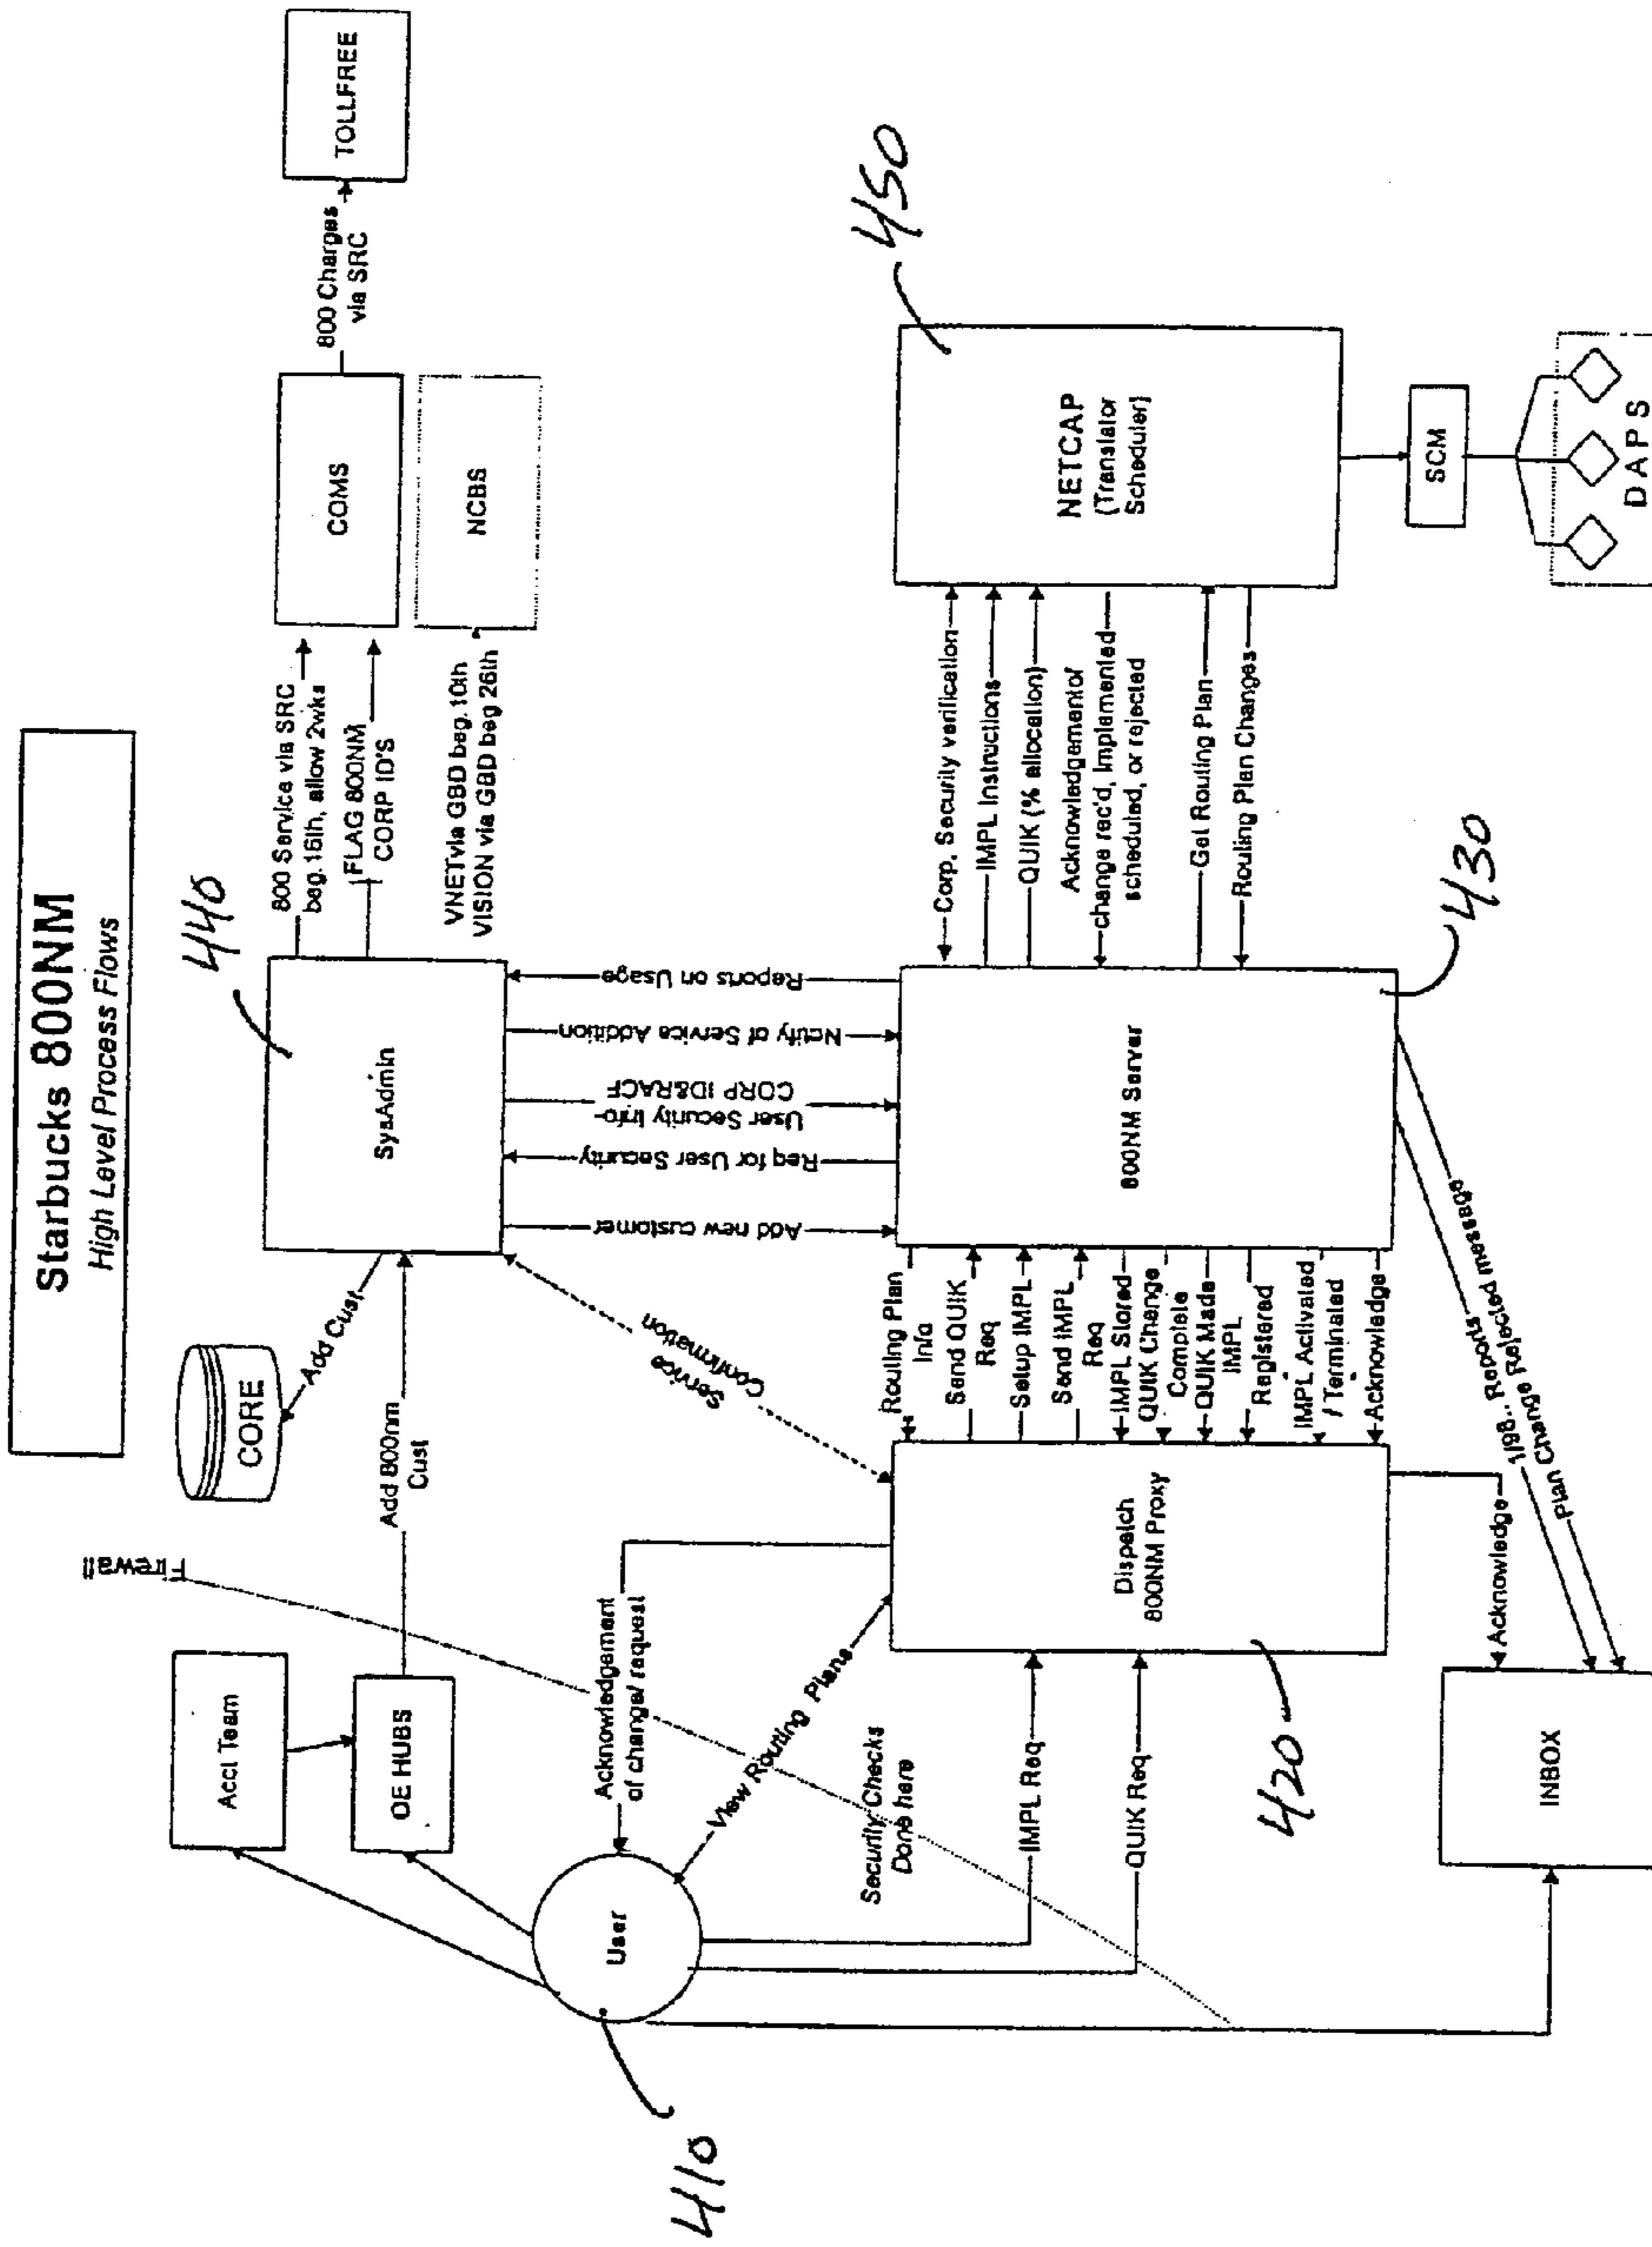 Starbucks 800NM
High Level Process Flows
Firewall
Acct Team
OE HUBS
Add 800nm
Cust
CORE
Add Cust
SysAdmin
440
800 Service via SRC
beg. 16th, allow 2wks
FLAG 800NM
CORP ID'S
VNETvia GBD beg. 10th
VISION via GBD beg 26th
COMS
NCBS
800 Charges
via SRC
TOLLFREE
User
410
Acknowledgement
of change/ request
View Routing Plans
Security Checks
Done here
IMPL Req
QUIK Req
Service
Confirmation
Add new customer
Req for User Security
User Security Info-
CORP ID&RACF
Notify of Service Addition
Reports on Usage
Dispatch
800NM Proxy
420
Routing Plan
Info
Send QUIK
Req
Setup IMPL
Send IMPL
Req
IMPL Stored
QUIK Change
Complete
QUIK Made
IMPL
Registered
IMPL Activated
/ Terminated
Acknowledge
800NM Server
430
Corp. Security verification
IMPL Instructions
QUIK (% allocation)
Acknowledgementof
change rec'd, Implemented
scheduled, or rejected
Get Routing Plan
Routing Plan Changes
NETCAP
(Translator
Scheduler)
450
SCM
DAPS
Acknowledge
1/98.. Reports
Plan Change Rejected message
INBOX